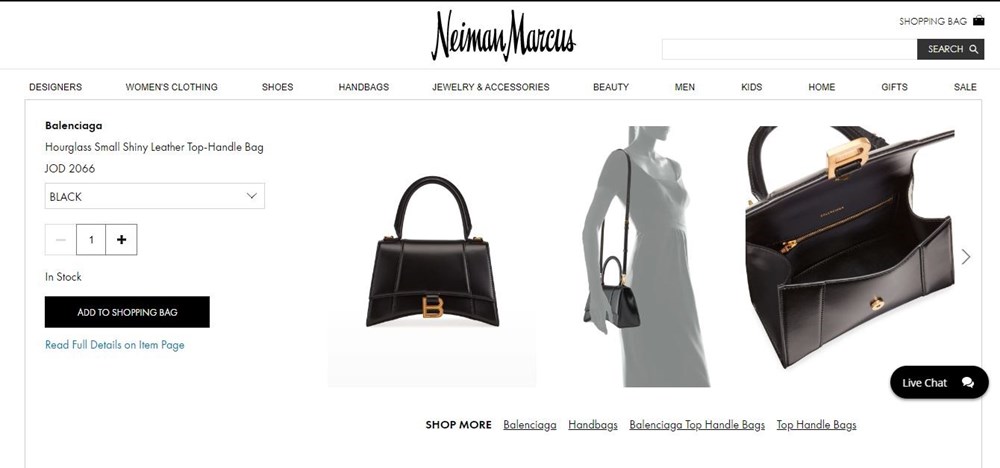 Neiman Marcus
SHOPPING BAG
SEARCH
DESIGNERS WOMEN'S CLOTHING SHOES HANDBAGS JEWELRY & ACCESSORIES BEAUTY MEN KIDS HOME GIFTS SALE
Balenciaga
Hourglass Small Shiny Leather Top-Handle Bag
JOD 2066
BLACK
1
In Stock
ADD TO SHOPPING BAG
Read Full Details on Item Page
B
Live Chat
SHOP MORE Balenciaga Handbags Balenciaga Top Handle Bags Top Handle Bags